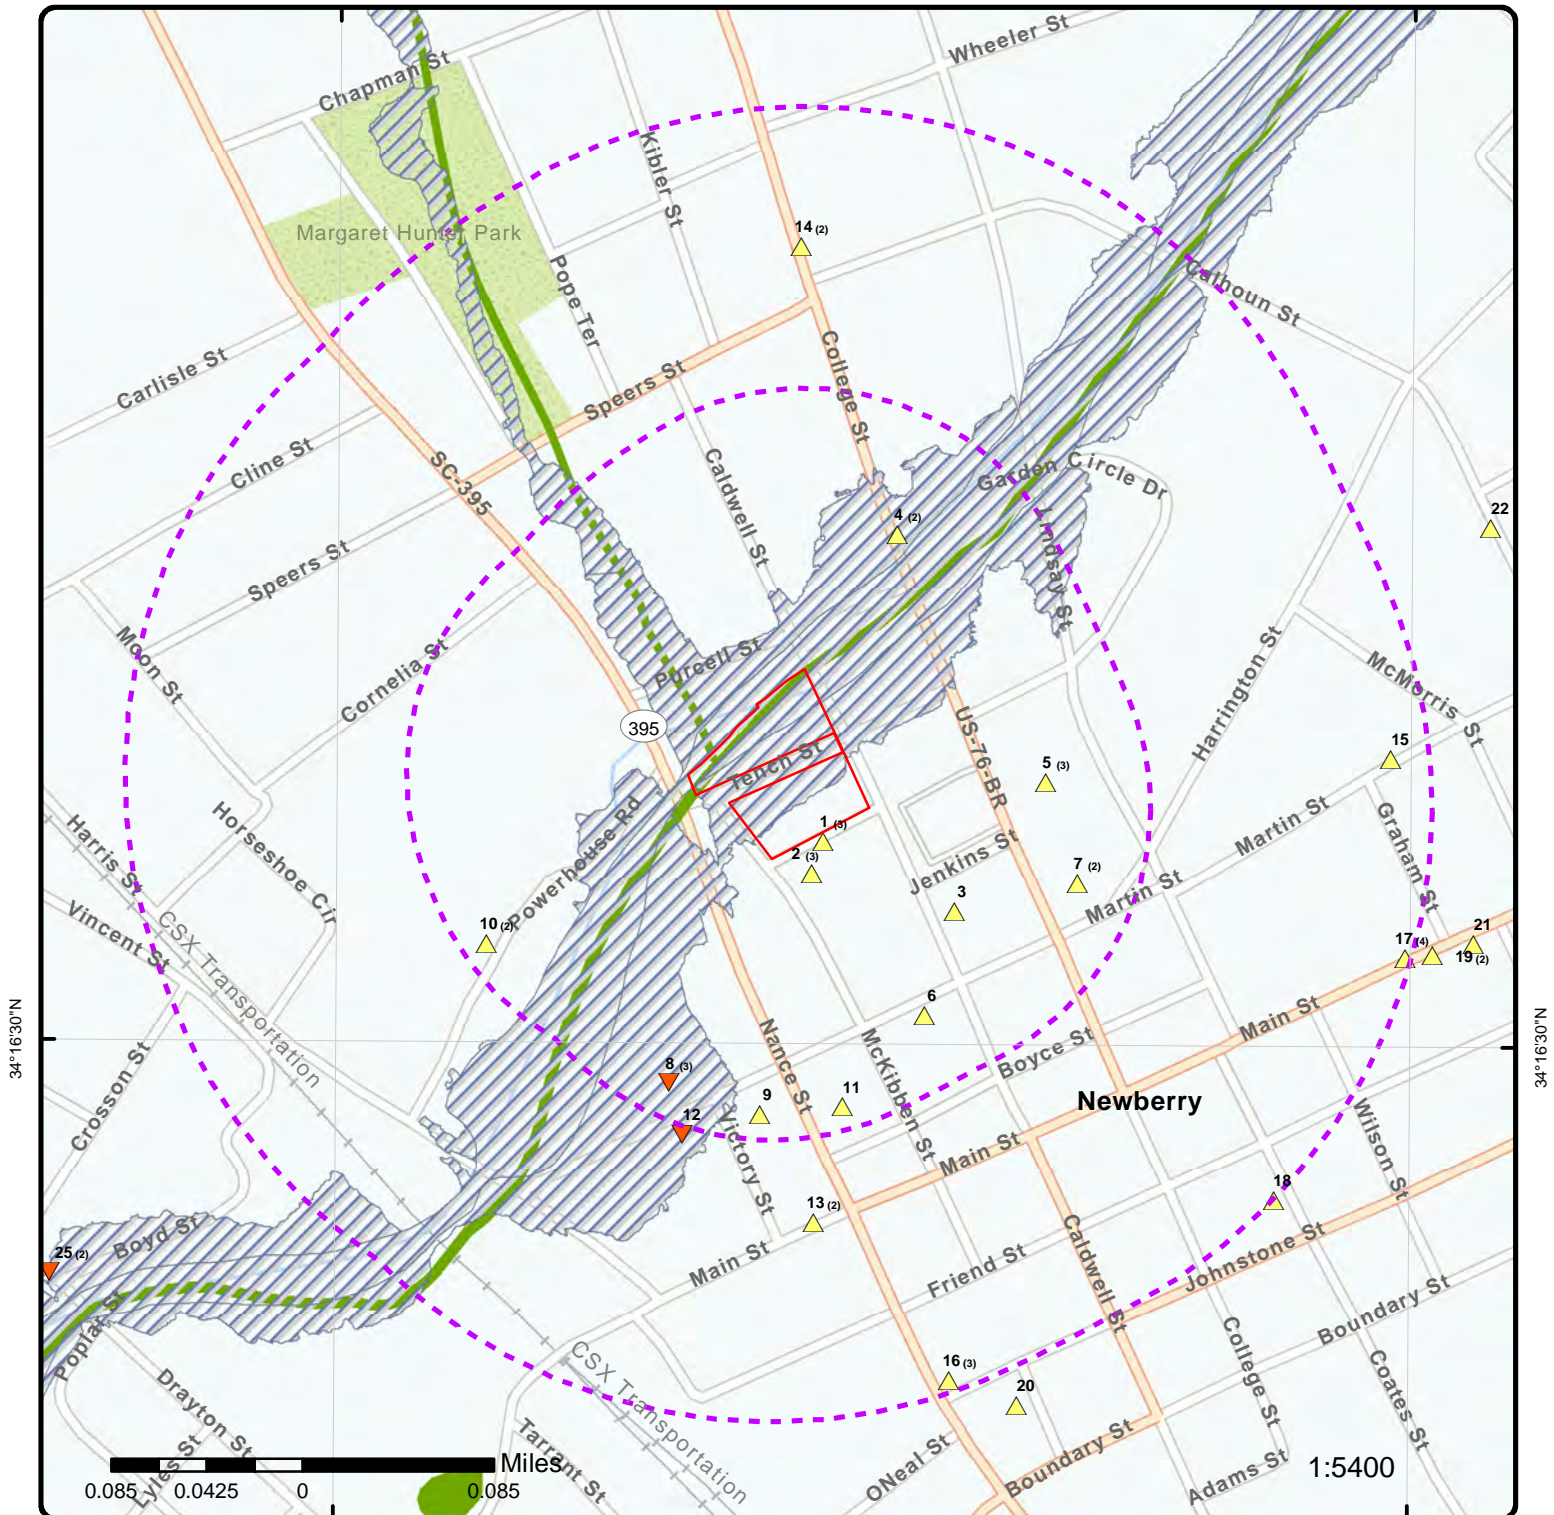 Chapman St
Wheeler St
Kibler St
14 (2)
Margaret Hunter Park
Pope Ter
Calhoun St
College St
Carlisle St
Speers St
Cline St
SC-395
Caldwell St
Garden Circle Dr
4 (2)
22
Lindsay St
Speers St
Moon St
Cornelia St
Purcell St
Harrington St
McMorris St
395
US-76-BR
15
Tench St
5 (3)
Horseshoe Cir
Powerhouse Rd
1 (3)
2 (3)
Graham St
Martin St
Harris St
Jenkins St
7 (2)
3
Martin St
Vincent St
CSX Transportation
10 (2)
17 (4)
21
19 (2)
6
Main St
34°16'30"N
34°16'30"N
Nance St
McKibben St
Boyce St
Crosson St
8 (3)
9
11
Newberry
12
Victory St
Main St
Wilson St
18
13 (2)
Boyd St
25 (2)
Main St
Friend St
Caldwell St
Johnstone St
Boundary St
Poplar St
CSX Transportation
16 (3)
20
College St
Coates St
Drayton St
Lyles St
Tarrant St
ONeal St
Boundary St
Adams St
Miles
0.085 0.0425 0 0.085
1:5400